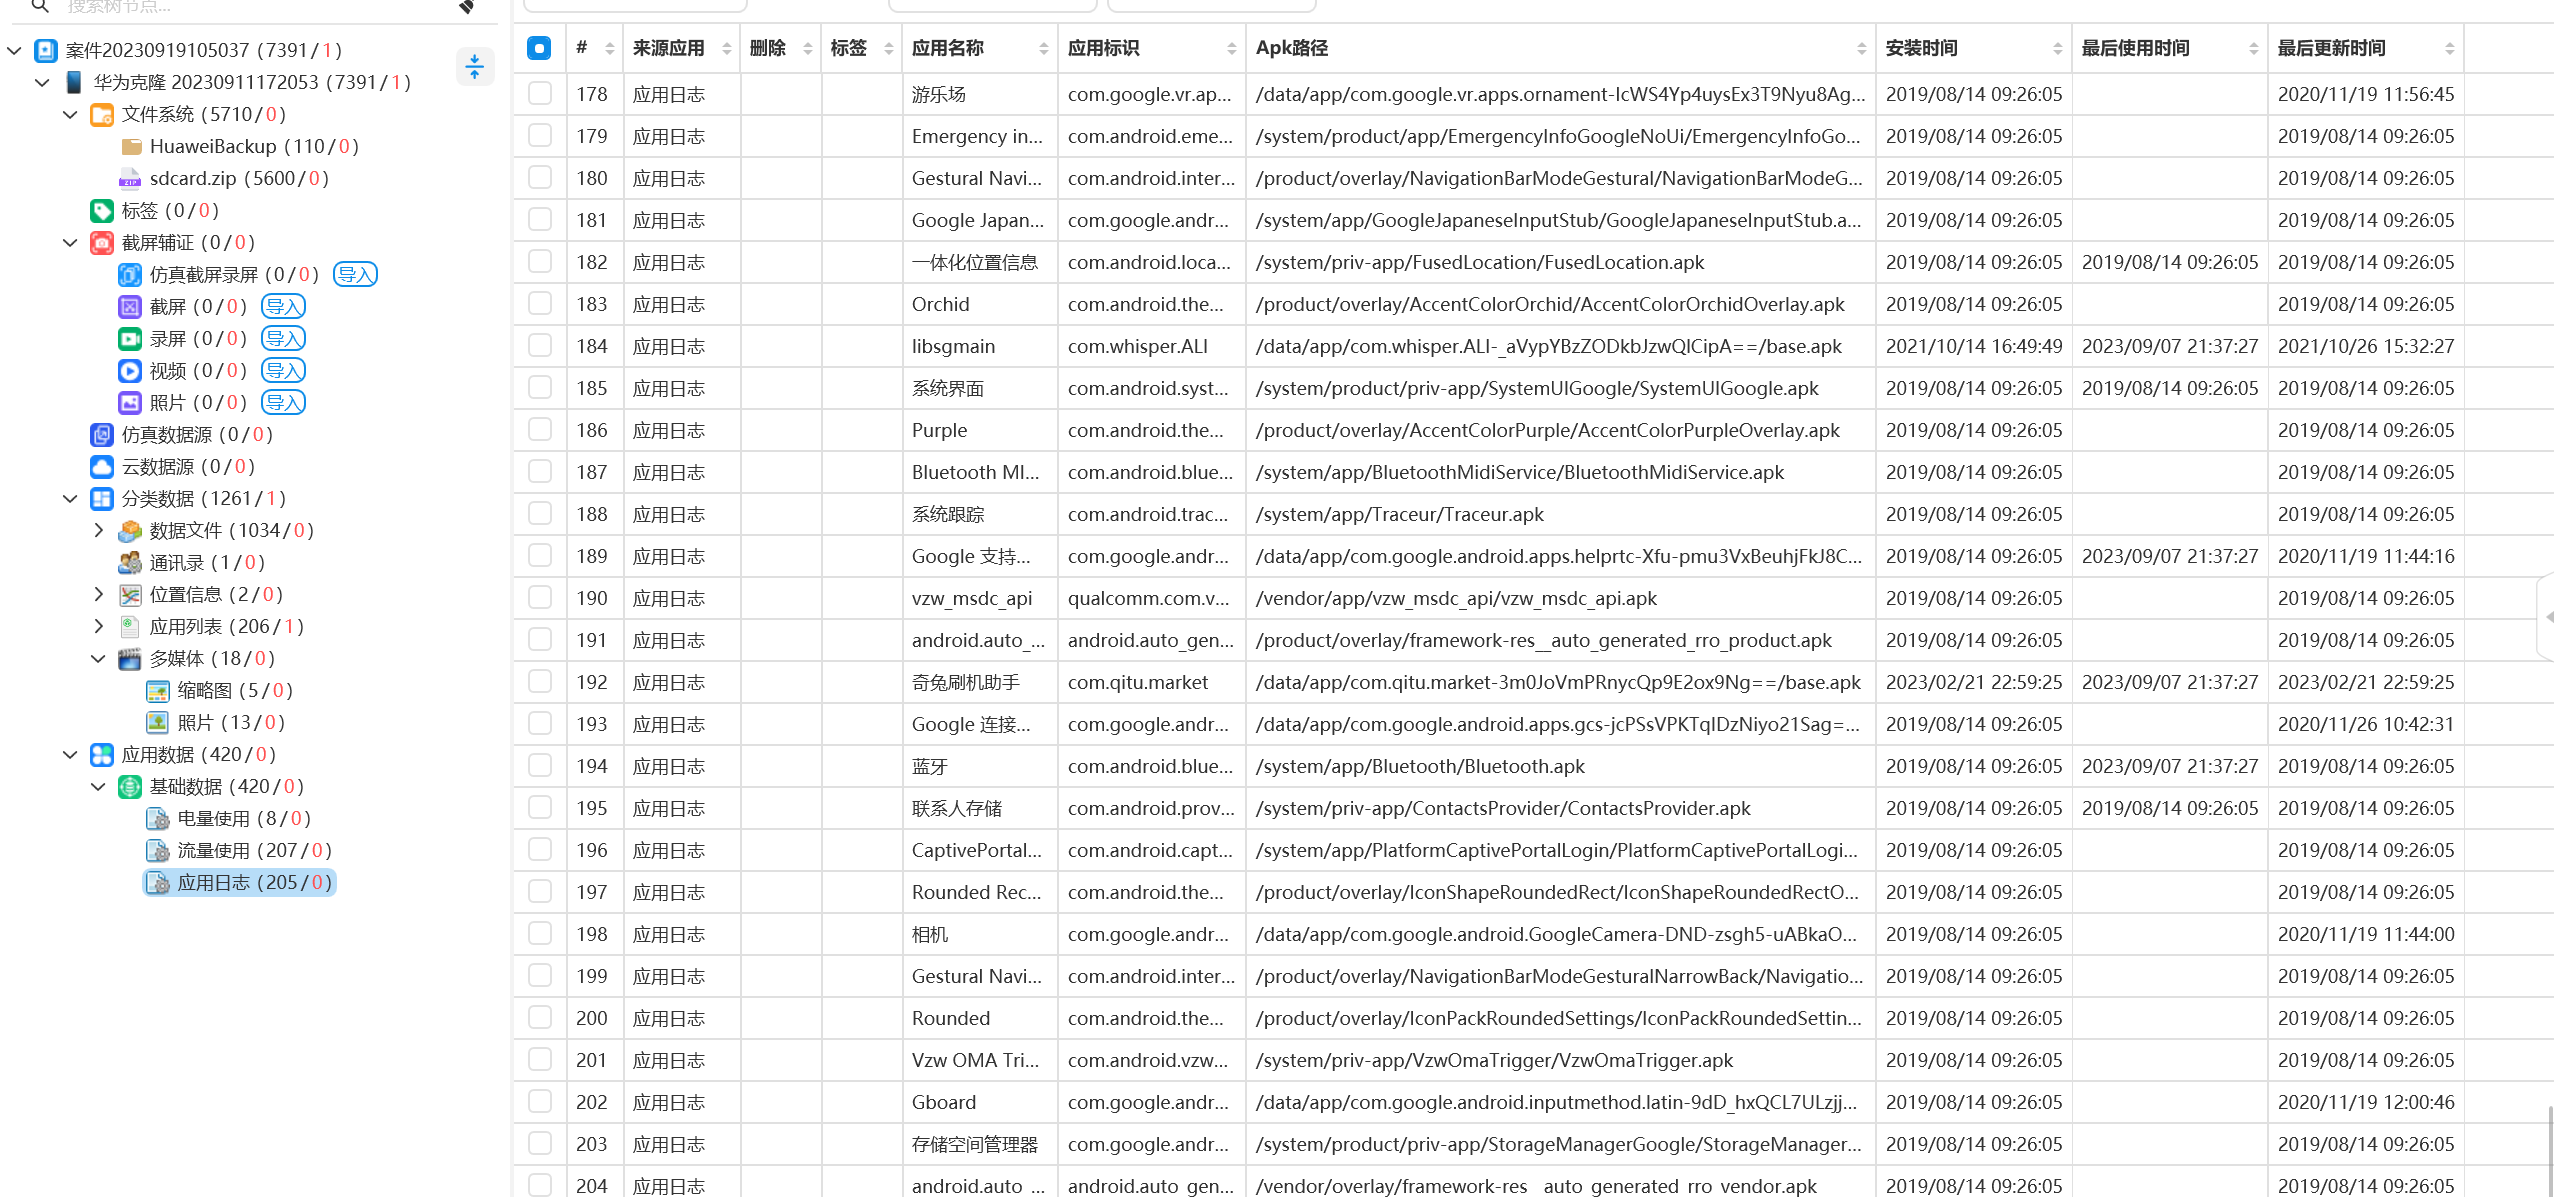 搜索树节点...
案件20230919105037 (7391/1)
华为克隆 20230911172053 (7391/1)
文件系统 (5710/0)
HuaweiBackup (110/0)
sdcard.zip (5600/0)
标签 (0/0)
截屏辅证 (0/0)
仿真截屏录屏 (0/0) 导入
截屏 (0/0) 导入
录屏 (0/0) 导入
视频 (0/0) 导入
照片 (0/0) 导入
仿真数据源 (0/0)
云数据源 (0/0)
分类数据 (1261/1)
数据文件 (1034/0)
通讯录 (1/0)
位置信息 (2/0)
应用列表 (206/1)
多媒体 (18/0)
缩略图 (5/0)
照片 (13/0)
应用数据 (420/0)
基础数据 (420/0)
电量使用 (8/0)
流量使用 (207/0)
应用日志 (205/0)
# 来源应用 删除 标签 应用名称 应用标识 Apk路径 安装时间 最后使用时间 最后更新时间
178 应用日志 游乐场 com.google.vr.ap... /data/app/com.google.vr.apps.ornament-IcWS4Yp4uysEx3T9Nyu8Ag... 2019/08/14 09:26:05 2020/11/19 11:56:45
179 应用日志 Emergency in... com.android.eme... /system/product/app/EmergencyInfoGoogleNoUi/EmergencyInfoGo... 2019/08/14 09:26:05 2019/08/14 09:26:05
180 应用日志 Gestural Navi... com.android.inter... /product/overlay/NavigationBarModeGestural/NavigationBarModeG... 2019/08/14 09:26:05 2019/08/14 09:26:05
181 应用日志 Google Japan... com.google.andr... /system/app/GoogleJapaneseInputStub/GoogleJapaneseInputStub.a... 2019/08/14 09:26:05 2019/08/14 09:26:05
182 应用日志 一体化位置信息 com.android.loca... /system/priv-app/FusedLocation/FusedLocation.apk 2019/08/14 09:26:05 2019/08/14 09:26:05 2019/08/14 09:26:05
183 应用日志 Orchid com.android.the... /product/overlay/AccentColorOrchid/AccentColorOrchidOverlay.apk 2019/08/14 09:26:05 2019/08/14 09:26:05
184 应用日志 libsgmain com.whisper.ALI /data/app/com.whisper.ALI-_aVypYBzZODkbJzwQlCipA==/base.apk 2021/10/14 16:49:49 2023/09/07 21:37:27 2021/10/26 15:32:27
185 应用日志 系统界面 com.android.syst... /system/product/priv-app/SystemUIGoogle/SystemUIGoogle.apk 2019/08/14 09:26:05 2019/08/14 09:26:05 2019/08/14 09:26:05
186 应用日志 Purple com.android.the... /product/overlay/AccentColorPurple/AccentColorPurpleOverlay.apk 2019/08/14 09:26:05 2019/08/14 09:26:05
187 应用日志 Bluetooth MI... com.android.blue... /system/app/BluetoothMidiService/BluetoothMidiService.apk 2019/08/14 09:26:05 2019/08/14 09:26:05
188 应用日志 系统跟踪 com.android.trac... /system/app/Traceur/Traceur.apk 2019/08/14 09:26:05 2019/08/14 09:26:05
189 应用日志 Google 支持... com.google.andr... /data/app/com.google.android.apps.helprtc-Xfu-pmu3VxBeuhjFkJ8C... 2019/08/14 09:26:05 2023/09/07 21:37:27 2020/11/19 11:44:16
190 应用日志 vzw_msdc_api qualcomm.com.v... /vendor/app/vzw_msdc_api/vzw_msdc_api.apk 2019/08/14 09:26:05 2019/08/14 09:26:05
191 应用日志 android.auto_... android.auto_gen... /product/overlay/framework-res__auto_generated_rro_product.apk 2019/08/14 09:26:05 2019/08/14 09:26:05
192 应用日志 奇兔刷机助手 com.qitu.market /data/app/com.qitu.market-3m0JoVmPRnycQp9E2ox9Ng==/base.apk 2023/02/21 22:59:25 2023/09/07 21:37:27 2023/02/21 22:59:25
193 应用日志 Google 连接... com.google.andr... /data/app/com.google.android.apps.gcs-jcPSsVPKTqlDzNiyo21Sag=... 2019/08/14 09:26:05 2020/11/26 10:42:31
194 应用日志 蓝牙 com.android.blue... /system/app/Bluetooth/Bluetooth.apk 2019/08/14 09:26:05 2023/09/07 21:37:27 2019/08/14 09:26:05
195 应用日志 联系人存储 com.android.prov... /system/priv-app/ContactsProvider/ContactsProvider.apk 2019/08/14 09:26:05 2019/08/14 09:26:05 2019/08/14 09:26:05
196 应用日志 CaptivePortal... com.android.capt... /system/app/PlatformCaptivePortalLogin/PlatformCaptivePortalLogi... 2019/08/14 09:26:05 2019/08/14 09:26:05
197 应用日志 Rounded Rec... com.android.the... /product/overlay/IconShapeRoundedRect/IconShapeRoundedRectO... 2019/08/14 09:26:05 2019/08/14 09:26:05
198 应用日志 相机 com.google.andr... /data/app/com.google.android.GoogleCamera-DND-zsgh5-uABkaO... 2019/08/14 09:26:05 2020/11/19 11:44:00
199 应用日志 Gestural Navi... com.android.inter... /product/overlay/NavigationBarModeGesturalNarrowBack/Navigatio... 2019/08/14 09:26:05 2019/08/14 09:26:05
200 应用日志 Rounded com.android.the... /product/overlay/IconPackRoundedSettings/IconPackRoundedSettin... 2019/08/14 09:26:05 2019/08/14 09:26:05
201 应用日志 Vzw OMA Tri... com.android.vzw... /system/priv-app/VzwOmaTrigger/VzwOmaTrigger.apk 2019/08/14 09:26:05 2019/08/14 09:26:05
202 应用日志 Gboard com.google.andr... /data/app/com.google.android.inputmethod.latin-9dD_hxQCL7ULzjj... 2019/08/14 09:26:05 2020/11/19 12:00:46
203 应用日志 存储空间管理器 com.google.andr... /system/product/priv-app/StorageManagerGoogle/StorageManager... 2019/08/14 09:26:05 2019/08/14 09:26:05
204 应用日志 android.auto_... android.auto_gen... /vendor/overlay/framework-res__auto_generated_rro_vendor.apk 2019/08/14 09:26:05 2019/08/14 09:26:05